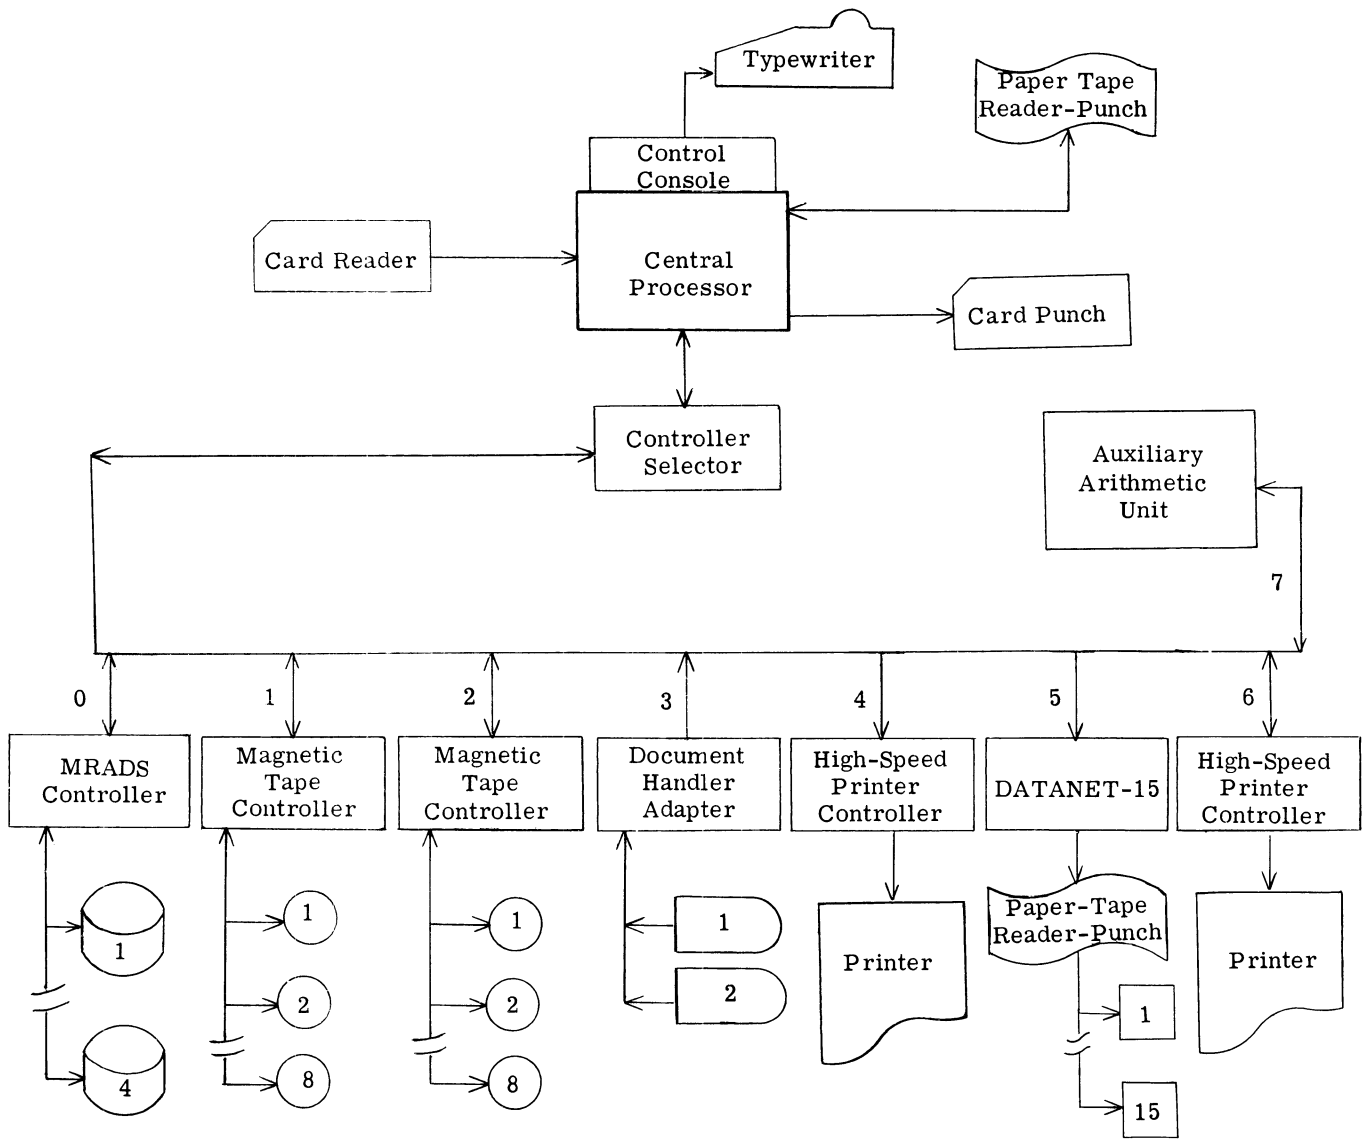 Typewriter
Paper Tape
Reader-Punch
Control
Console
Card Reader
Central
Processor
Card Punch
Controller
Selector
Auxiliary
Arithmetic
Unit
7
0
1
2
3
4
5
6
MRADS
Controller
Magnetic
Tape
Controller
Magnetic
Tape
Controller
Document
Handler
Adapter
High-Speed
Printer
Controller
DATANET-15
High-Speed
Printer
Controller
1
4
1
2
8
1
2
8
1
2
Printer
Paper-Tape
Reader-Punch
1
15
Printer